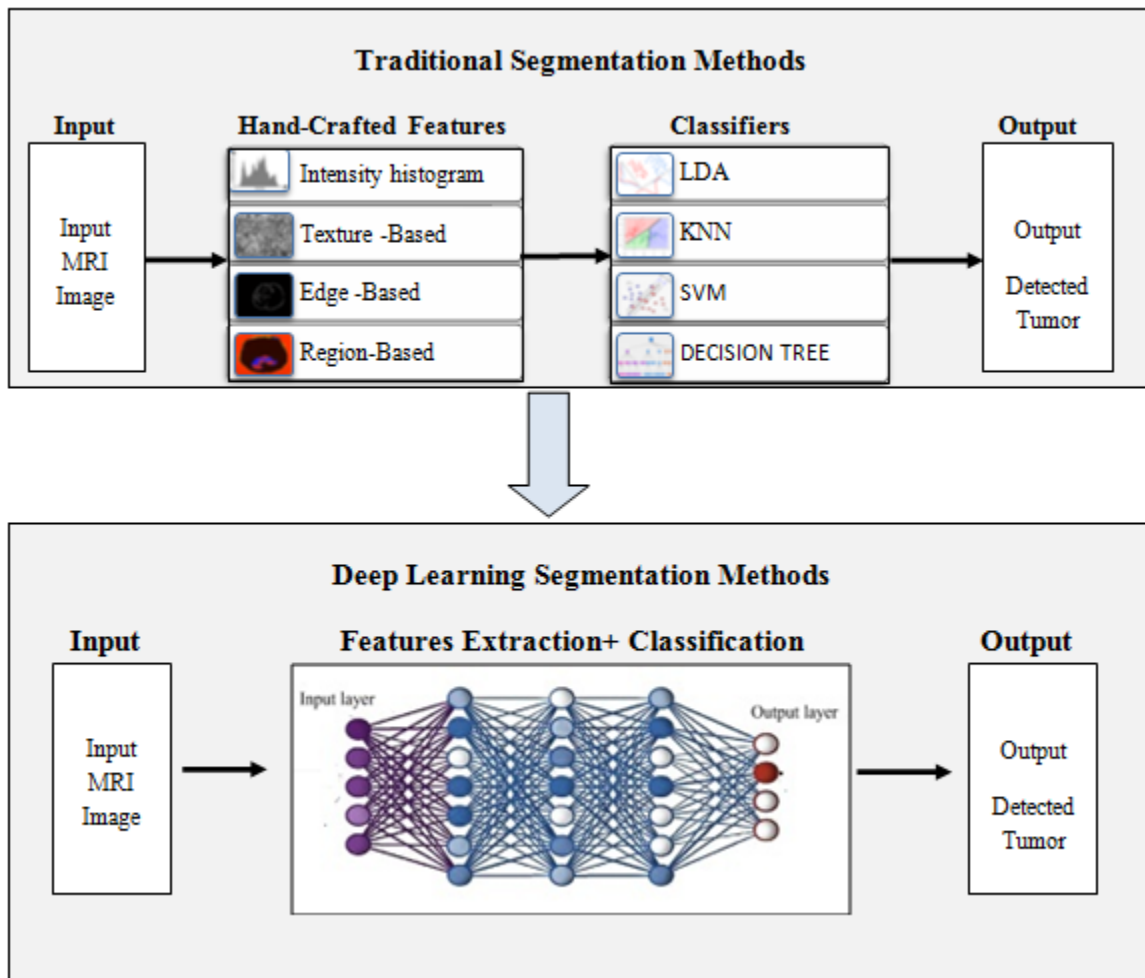 Traditional Segmentation Methods
Input
Hand-Crafted Features
Classifiers
Output
Input
MRI
Image
Intensity histogram
Texture -Based
Edge -Based
Region-Based
LDA
KNN
SVM
DECISION TREE
Output
Detected
Tumor
Deep Learning Segmentation Methods
Input
Features Extraction+ Classification
Output
Input
MRI
Image
Input layer
Output layer
Output
Detected
Tumor